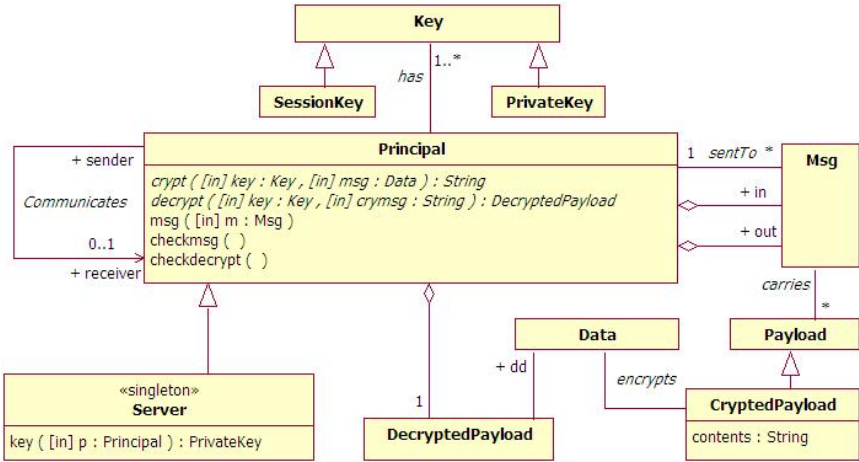 Key
has
1..*
SessionKey
PrivateKey
Principal
crypt ( [in] key : Key , [in] msg : Data ) : String
decrypt ( [in] key : Key , [in] crymsg : String ) : DecryptedPayload
msg ( [in] m : Msg )
checkmsg ( )
checkdecrypt ( )
+ sender
Communicates
0..1
+ receiver
1 sentTo *
+ in
+ out
Msg
carries
*
Data
Payload
+ dd
encrypts
«singleton»
Server
key ( [in] p : Principal ) : PrivateKey
1
DecryptedPayload
CryptedPayload
contents : String